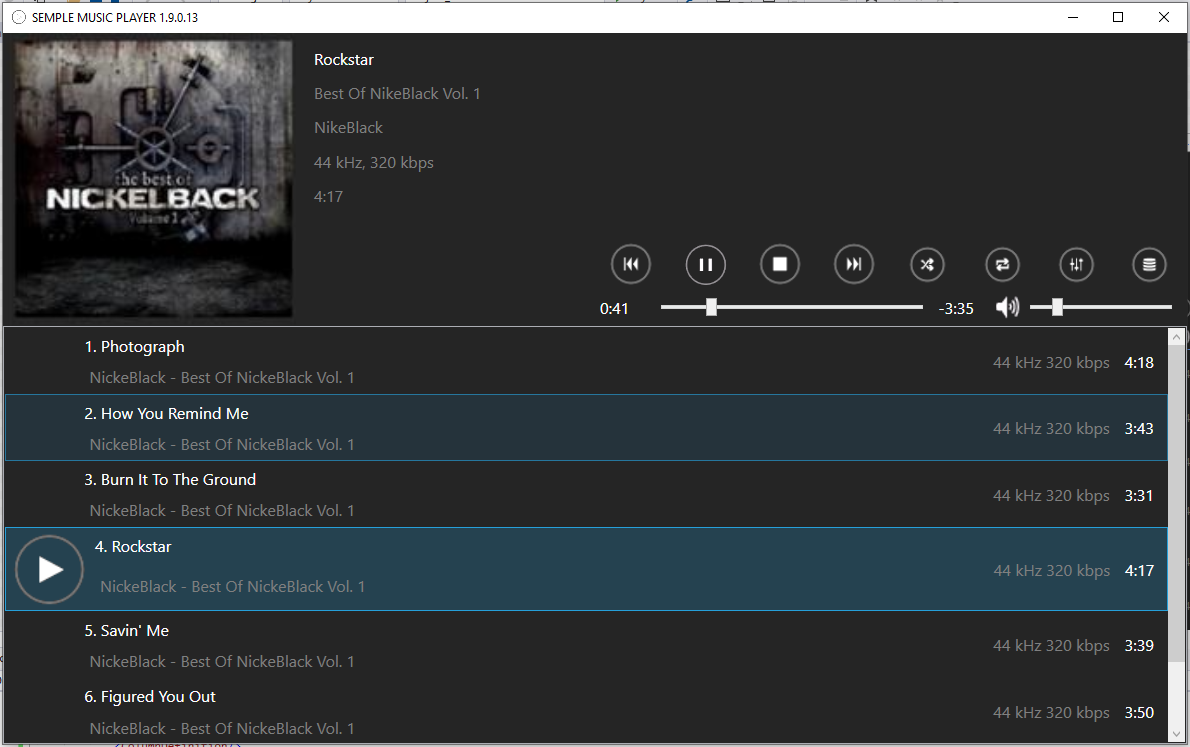 SEMPLE MUSIC PLAYER 1.9.0.13
the best of
NICKELBACK
Volume 1
Rockstar
Best Of NikeBlack Vol. 1
NikeBlack
44 kHz, 320 kbps
4:17
0:41
-3:35
1. Photograph
NickeBlack - Best Of NickeBlack Vol. 1
44 kHz 320 kbps 4:18
2. How You Remind Me
NickeBlack - Best Of NickeBlack Vol. 1
44 kHz 320 kbps 3:43
3. Burn It To The Ground
NickeBlack - Best Of NickeBlack Vol. 1
44 kHz 320 kbps 3:31
4. Rockstar
NickeBlack - Best Of NickeBlack Vol. 1
44 kHz 320 kbps 4:17
5. Savin' Me
NickeBlack - Best Of NickeBlack Vol. 1
44 kHz 320 kbps 3:39
6. Figured You Out
NickeBlack - Best Of NickeBlack Vol. 1
44 kHz 320 kbps 3:50